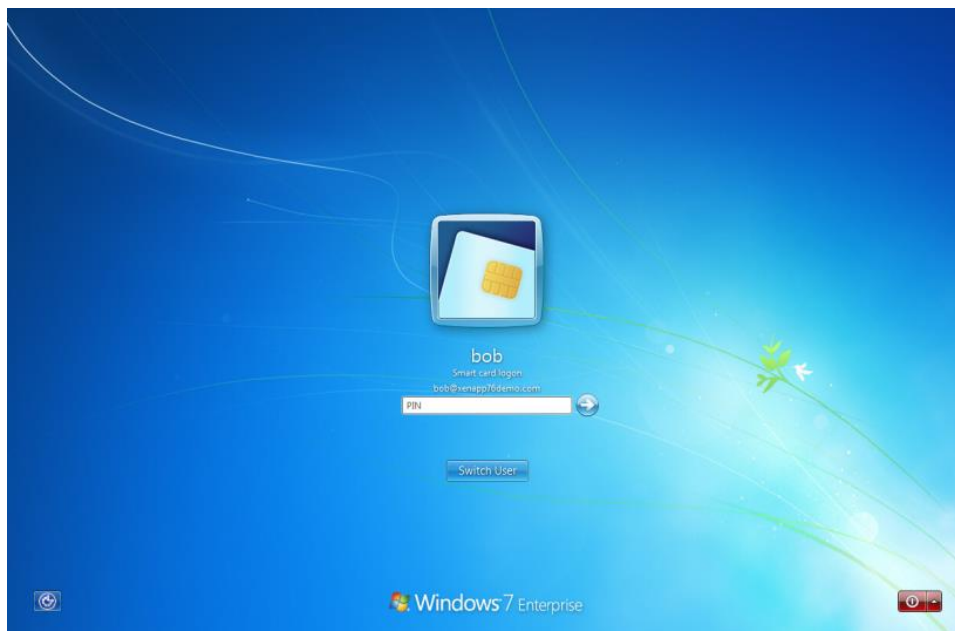 bob
Smart card logon
bob@xenapp76demo.com
PIN
Switch User
Windows 7 Enterprise